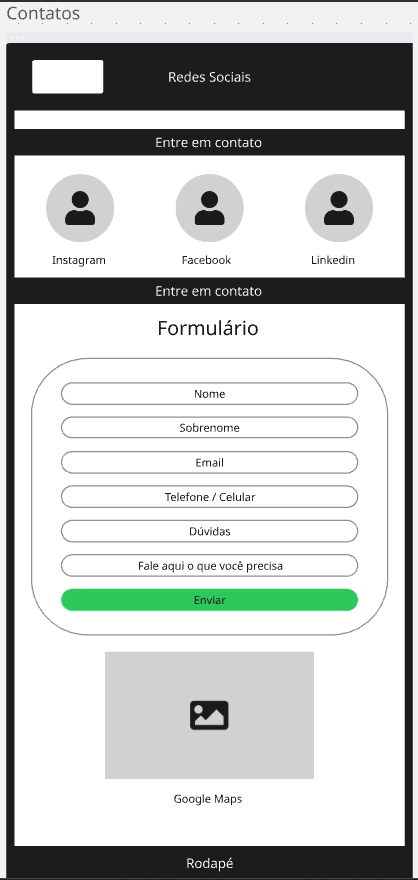 Contatos
Redes Sociais
Entre em contato
Instagram
Facebook
Linkedin
Entre em contato
Formulário
Nome
Sobrenome
Email
Telefone / Celular
Dúvidas
Fale aqui o que você precisa
Enviar
Google Maps
Rodapé